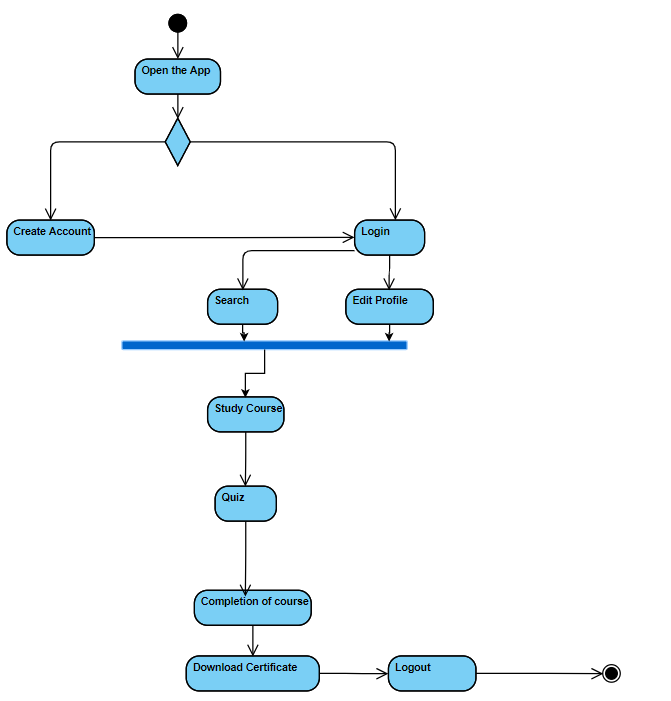 Open the App
Create Account
Login
Search
Edit Profile
Study Course
Quiz
Completion of course
Download Certificate
Logout